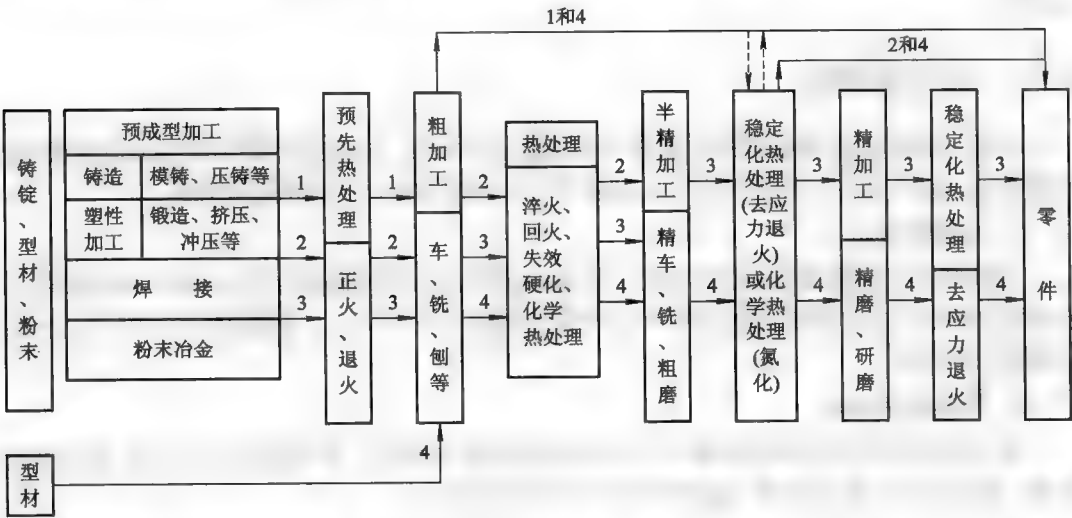 1和4
2和4
铸锭、型材、粉末
预成型加工
铸造
模铸、压铸等
塑性
加工
锻造、挤压、
冲压等
焊接
粉末冶金
1
2
3
预先热处理
正火、退火
1
2
3
粗加工
车、铣、刨等
2
3
4
热处理
淬火、
回火、
失效
硬化、
化学
热处理
2
3
4
半精加工
精车、铣、粗磨
3
4
稳定
化热
处理
(去应
力退
火)
或化
学热
处理
(氮
化)
3
4
精加工
精磨、研磨
3
4
稳定化热处理
去应力退火
3
4
零件
型材
4